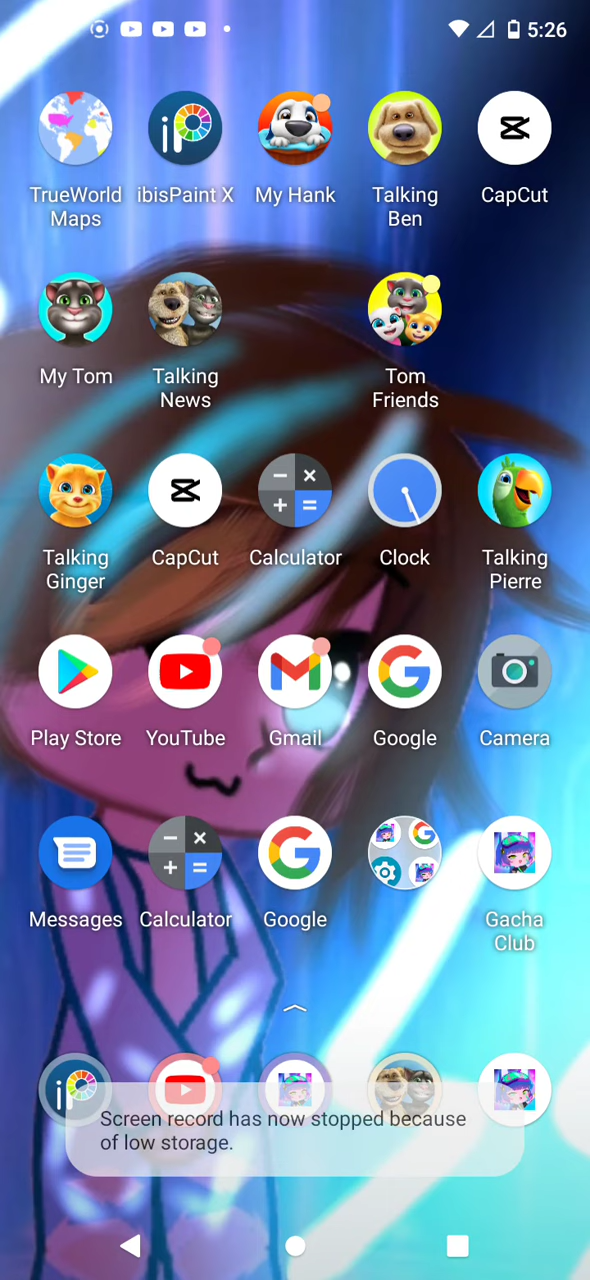 5:26
TrueWorld Maps
ibisPaint X
My Hank
Talking Ben
CapCut
My Tom
Talking News
Tom Friends
Talking Ginger
CapCut
Calculator
Clock
Talking Pierre
Play Store
YouTube
Gmail
Google
Camera
Messages
Calculator
Google
Gacha Club
Screen record has now stopped because
of low storage.